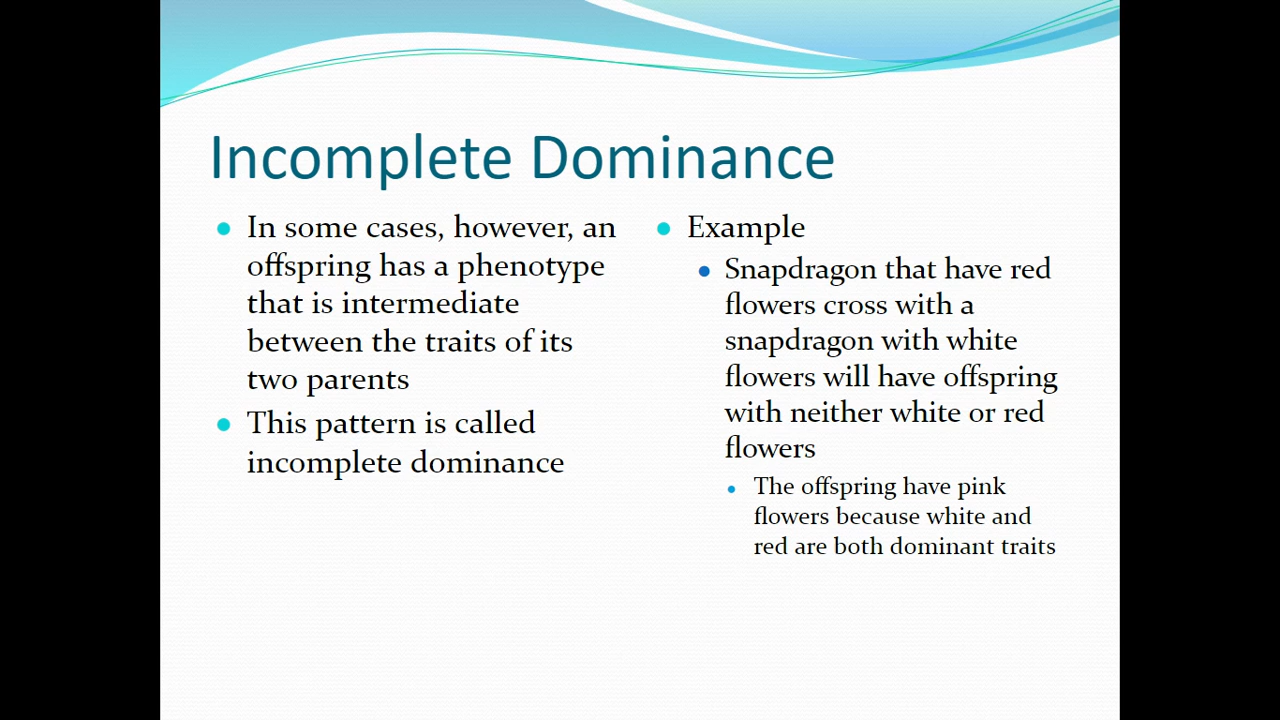 Incomplete Dominance
In some cases, however, an
offspring has a phenotype
that is intermediate
between the traits of its
two parents
This pattern is called
incomplete dominance
Example
Snapdragon that have red
flowers cross with a
snapdragon with white
flowers will have offspring
with neither white or red
flowers
The offspring have pink
flowers because white and
red are both dominant traits